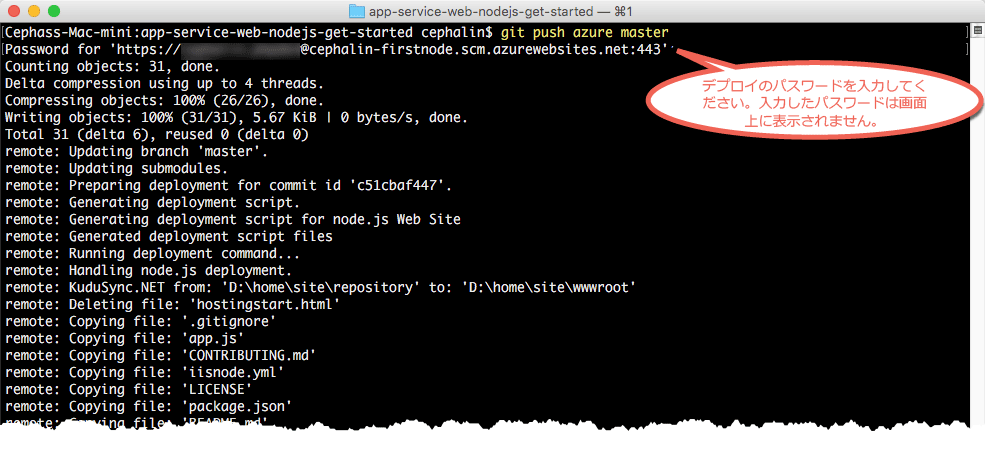 app-service-web-nodejs-get-started — ⌘1
[Cephass-Mac-mini:app-service-web-nodejs-get-started cephalin$ git push azure master ]
[Password for 'https:// @cephalin-firstnode.scm.azurewebsites.net:443': ]
デプロイのパスワードを入力してく
ださい。入力したパスワードは画面
上に表示されません。
Counting objects: 31, done.
Delta compression using up to 4 threads.
Compressing objects: 100% (26/26), done.
Writing objects: 100% (31/31), 5.67 KiB | 0 bytes/s, done.
Total 31 (delta 6), reused 0 (delta 0)
remote: Updating branch 'master'.
remote: Updating submodules.
remote: Preparing deployment for commit id 'c51cbaf447'.
remote: Generating deployment script.
remote: Generating deployment script for node.js Web Site
remote: Generated deployment script files
remote: Running deployment command...
remote: Handling node.js deployment.
remote: KuduSync.NET from: 'D:\home\site\repository' to: 'D:\home\site\wwwroot'
remote: Deleting file: 'hostingstart.html'
remote: Copying file: '.gitignore'
remote: Copying file: 'app.js'
remote: Copying file: 'CONTRIBUTING.md'
remote: Copying file: 'iisnode.yml'
remote: Copying file: 'LICENSE'
remote: Copying file: 'package.json'
remote: Copying file: 'README.md'